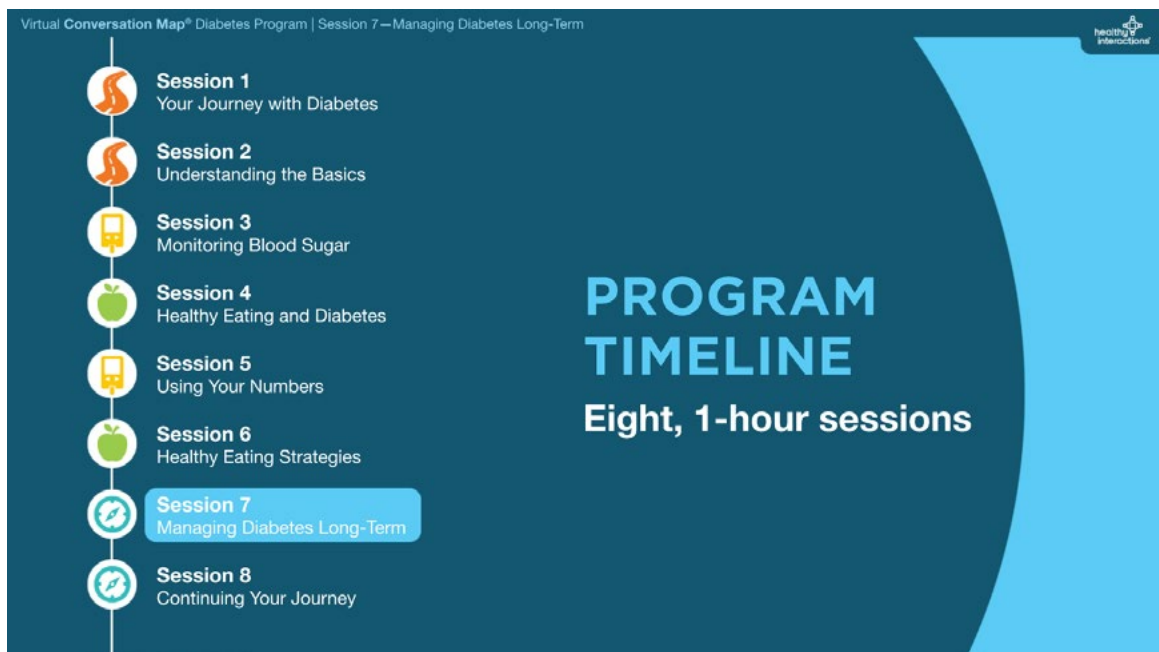 Virtual Conversation Map® Diabetes Program | Session 7—Managing Diabetes Long-Term
healthy
interactions
Session 1
Your Journey with Diabetes
Session 2
Understanding the Basics
Session 3
Monitoring Blood Sugar
Session 4
Healthy Eating and Diabetes
Session 5
Using Your Numbers
Session 6
Healthy Eating Strategies
Session 7
Managing Diabetes Long-Term
Session 8
Continuing Your Journey
PROGRAM
TIMELINE
Eight, 1-hour sessions